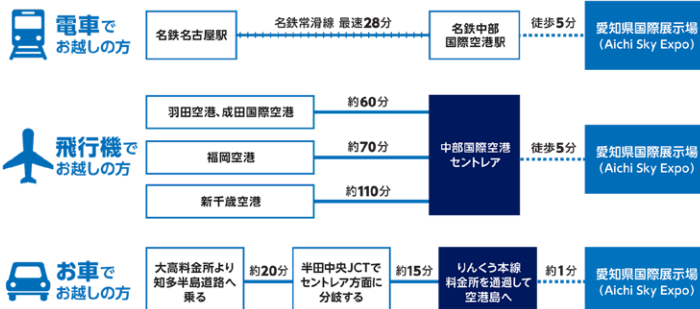 電車で
お越しの方
名鉄名古屋駅
名鉄常滑線 最速28分
名鉄中部
国際空港駅
徒歩5分
愛知県国際展示場
(Aichi Sky Expo)
飛行機で
お越しの方
羽田空港、成田国際空港
約60分
福岡空港
約70分
新千歳空港
約110分
中部国際空港
セントレア
徒歩5分
愛知県国際展示場
(Aichi Sky Expo)
お車で
お越しの方
大高料金所より
知多半島道路へ
乗る
約20分
半田中央JCTで
セントレア方面に
分岐する
約15分
りんくう本線
料金所を通過して
空港島へ
約1分
愛知県国際展示場
(Aichi Sky Expo)